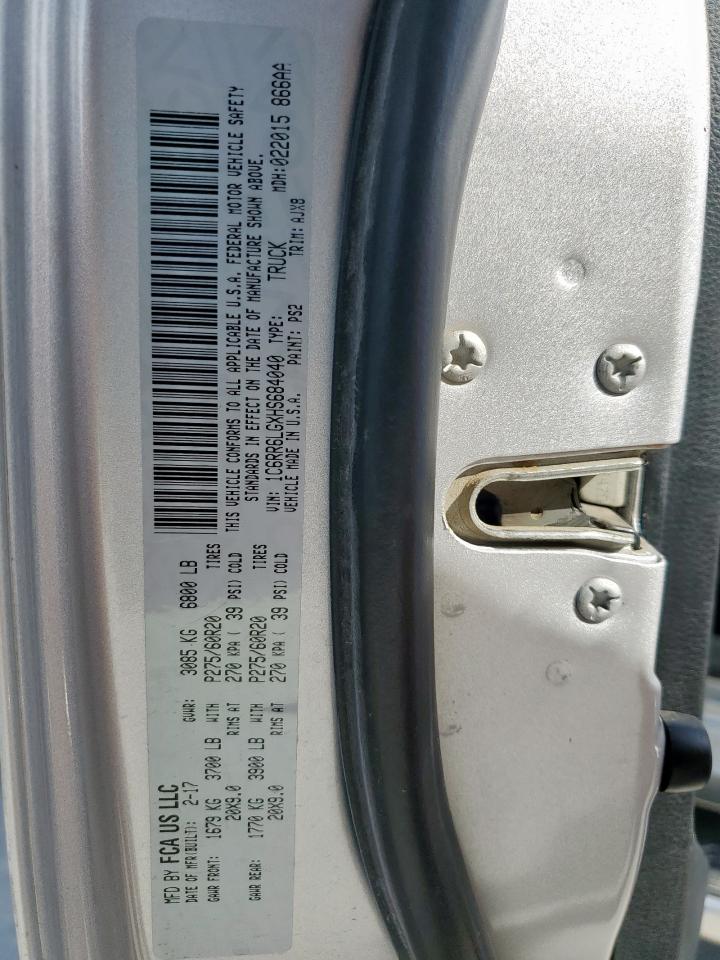 MFD BY FCA US LLC
DATE OF MFR(BUILT): 2-17 GVWR: 3085 KG 6800 LB
GAWR FRONT: 1679 KG 3700 LB WITH P275/60R20 TIRES
20X9.0 RIMS AT 270 KPA ( 39 PSI) COLD
GAWR REAR: 1770 KG 3900 LB WITH P275/60R20 TIRES
20X9.0 RIMS AT 270 KPA ( 39 PSI) COLD
THIS VEHICLE CONFORMS TO ALL APPLICABLE U.S.A. FEDERAL MOTOR VEHICLE SAFETY
STANDARDS IN EFFECT ON THE DATE OF MANUFACTURE SHOWN ABOVE.
VIN: 1C6RR6LGXHS684040 TYPE: TRUCK MDH:022015 866AA
VEHICLE MADE IN U.S.A. PAINT: PS2 TRIM: AJX8